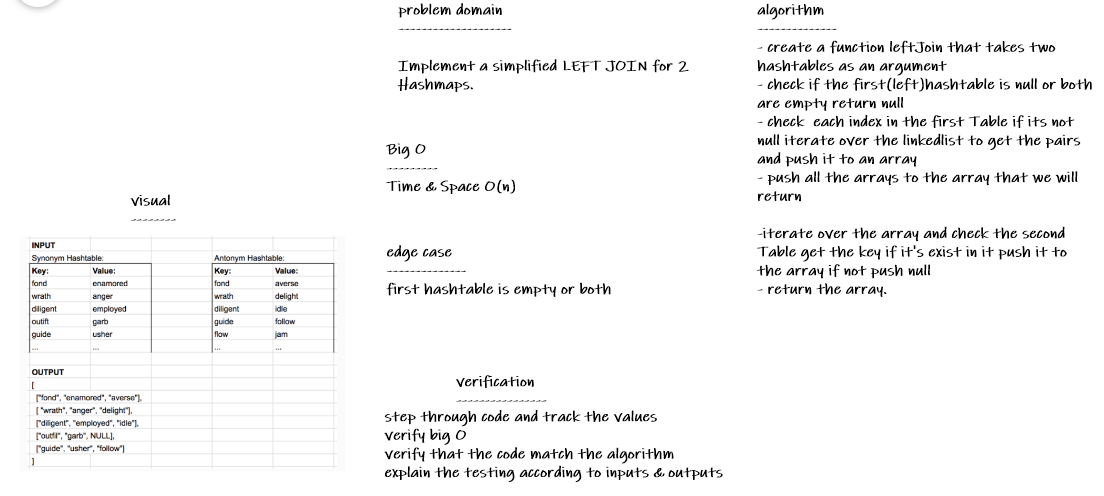 problem domain
--------------------
Implement a simplified LEFT JOIN for 2
Hashmaps.
Big O
---------
Time & Space O(n)
edge case
--------------
first hashtable is empty or both
verification
----------------
step through code and track the values
verify big O
verify that the code match the algorithm
explain the testing according to inputs & outputs
algorithm
--------------
- create a function leftJoin that takes two
hashtables as an argument
- check if the first(left)hashtable is null or both
are empty return null
- check each index in the first Table if its not
null iterate over the linkedlist to get the pairs
and push it to an array
- push all the arrays to the array that we will
return
-iterate over the array and check the second
Table get the key if it's exist in it push it to
the array if not push null
- return the array.
visual
--------
INPUT
Synonym Hashtable: Antonym Hashtable:
Key: Value: Key: Value:
fond enamored fond averse
wrath anger wrath delight
diligent employed diligent idle
outift garb guide follow
guide usher flow jam
... ... ... ...
OUTPUT
[
["fond", "enamored", "averse"],
[ "wrath", "anger", "delight"],
["diligent", "employed", "idle"],
["outfit", "garb", NULL],
["guide", "usher", "follow"]
]